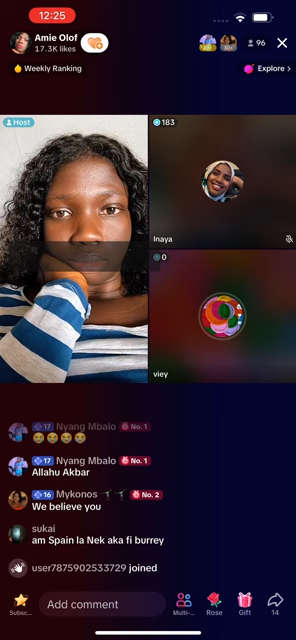 12:25
Amie Olof
17.3K likes
96
Weekly Ranking
Explore >
Host
183
Inaya
0
viey
17 Nyang Mbalo No. 1
17 Nyang Mbalo No. 1
Allahu Akbar
16 Mykonos No. 2
We believe you
sukai
am Spain la Nek aka fi burrey
user7875902533729 joined
Subsc...
Add comment
Multi-...
Rose
Gift
14